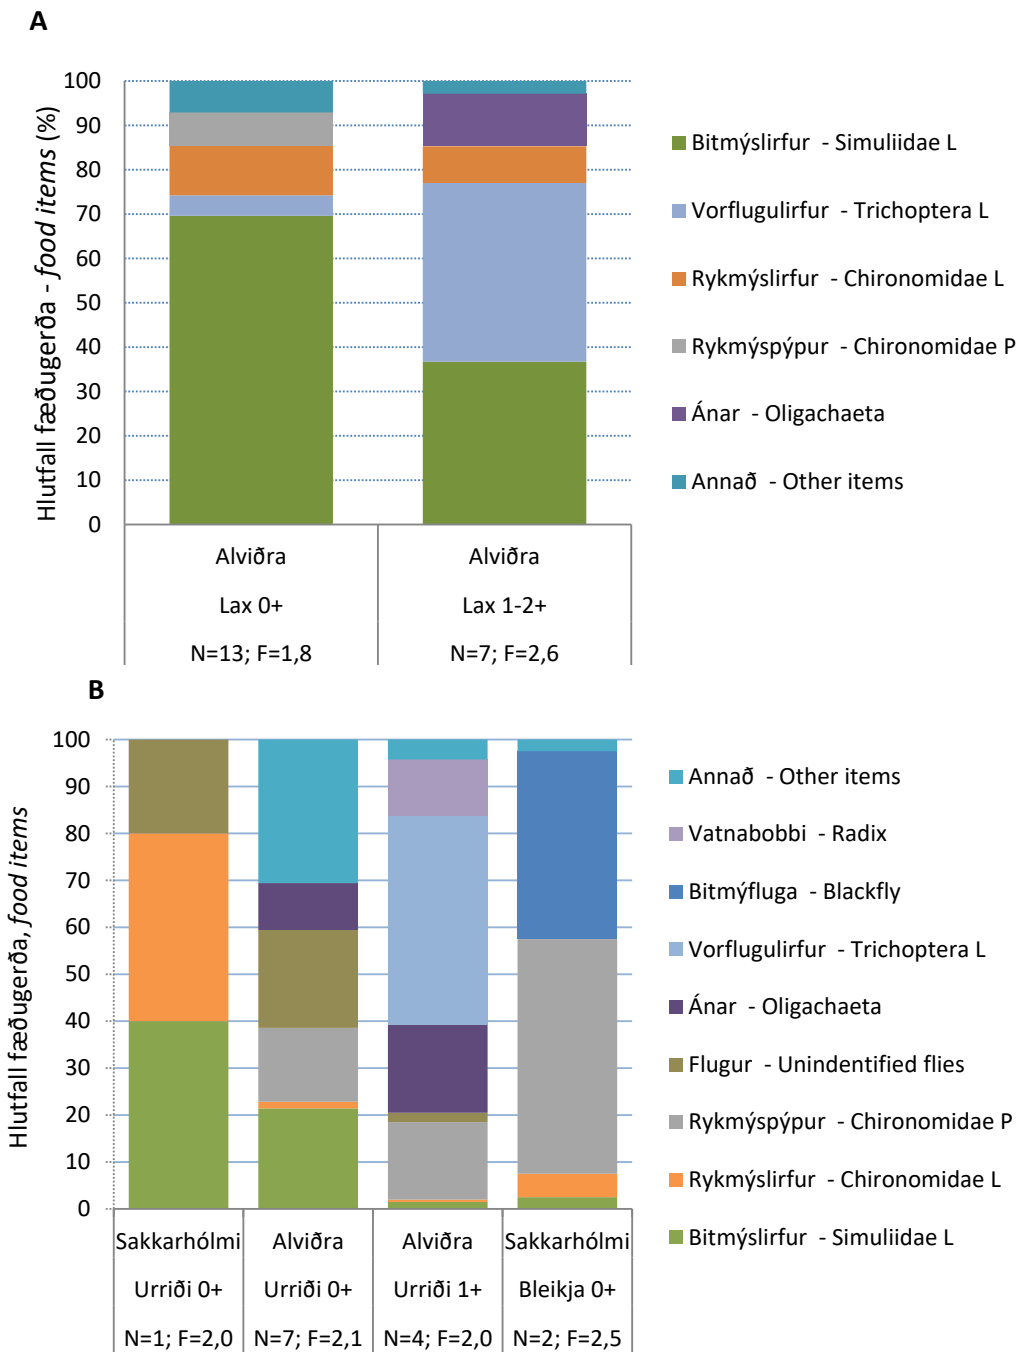 A
Hlutfall fæðugerða - food items (%)
100
90
80
70
60
50
40
30
20
10
0
Alviðra
Lax 0+
N=13; F=1,8
Alviðra
Lax 1-2+
N=7; F=2,6
Bitmýslirfur - Simuliidae L
Vorflugulirfur - Trichoptera L
Rykmýslirfur - Chironomidae L
Rykmýspýpur - Chironomidae P
Ánar - Oligachaeta
Annað - Other items
B
Hlutfall fæðugerða, food items
100
90
80
70
60
50
40
30
20
10
0
Sakkarhólmi
Urriði 0+
N=1; F=2,0
Alviðra
Urriði 0+
N=7; F=2,1
Alviðra
Urriði 1+
N=4; F=2,0
Sakkarhólmi
Bleikja 0+
N=2; F=2,5
Annað - Other items
Vatnabobbi - Radix
Bitmýfluga - Blackfly
Vorflugulirfur - Trichoptera L
Ánar - Oligachaeta
Flugur - Unindentified flies
Rykmýspýpur - Chironomidae P
Rykmýslirfur - Chironomidae L
Bitmýslirfur - Simuliidae L